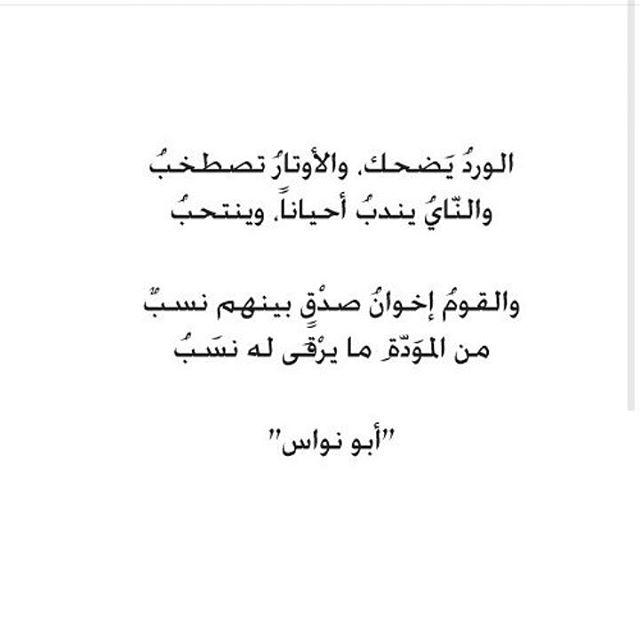 الوردُ يَضحك، والأوتارُ تصطخبُ
والنّايُ يندبُ أحياناً، وينتحبُ
والقومُ إخوانُ صدْقٍ بينهم نسبٌ
من المَوَدّةِ ما يرْقَى له نسَبُ
”أبو نواس”